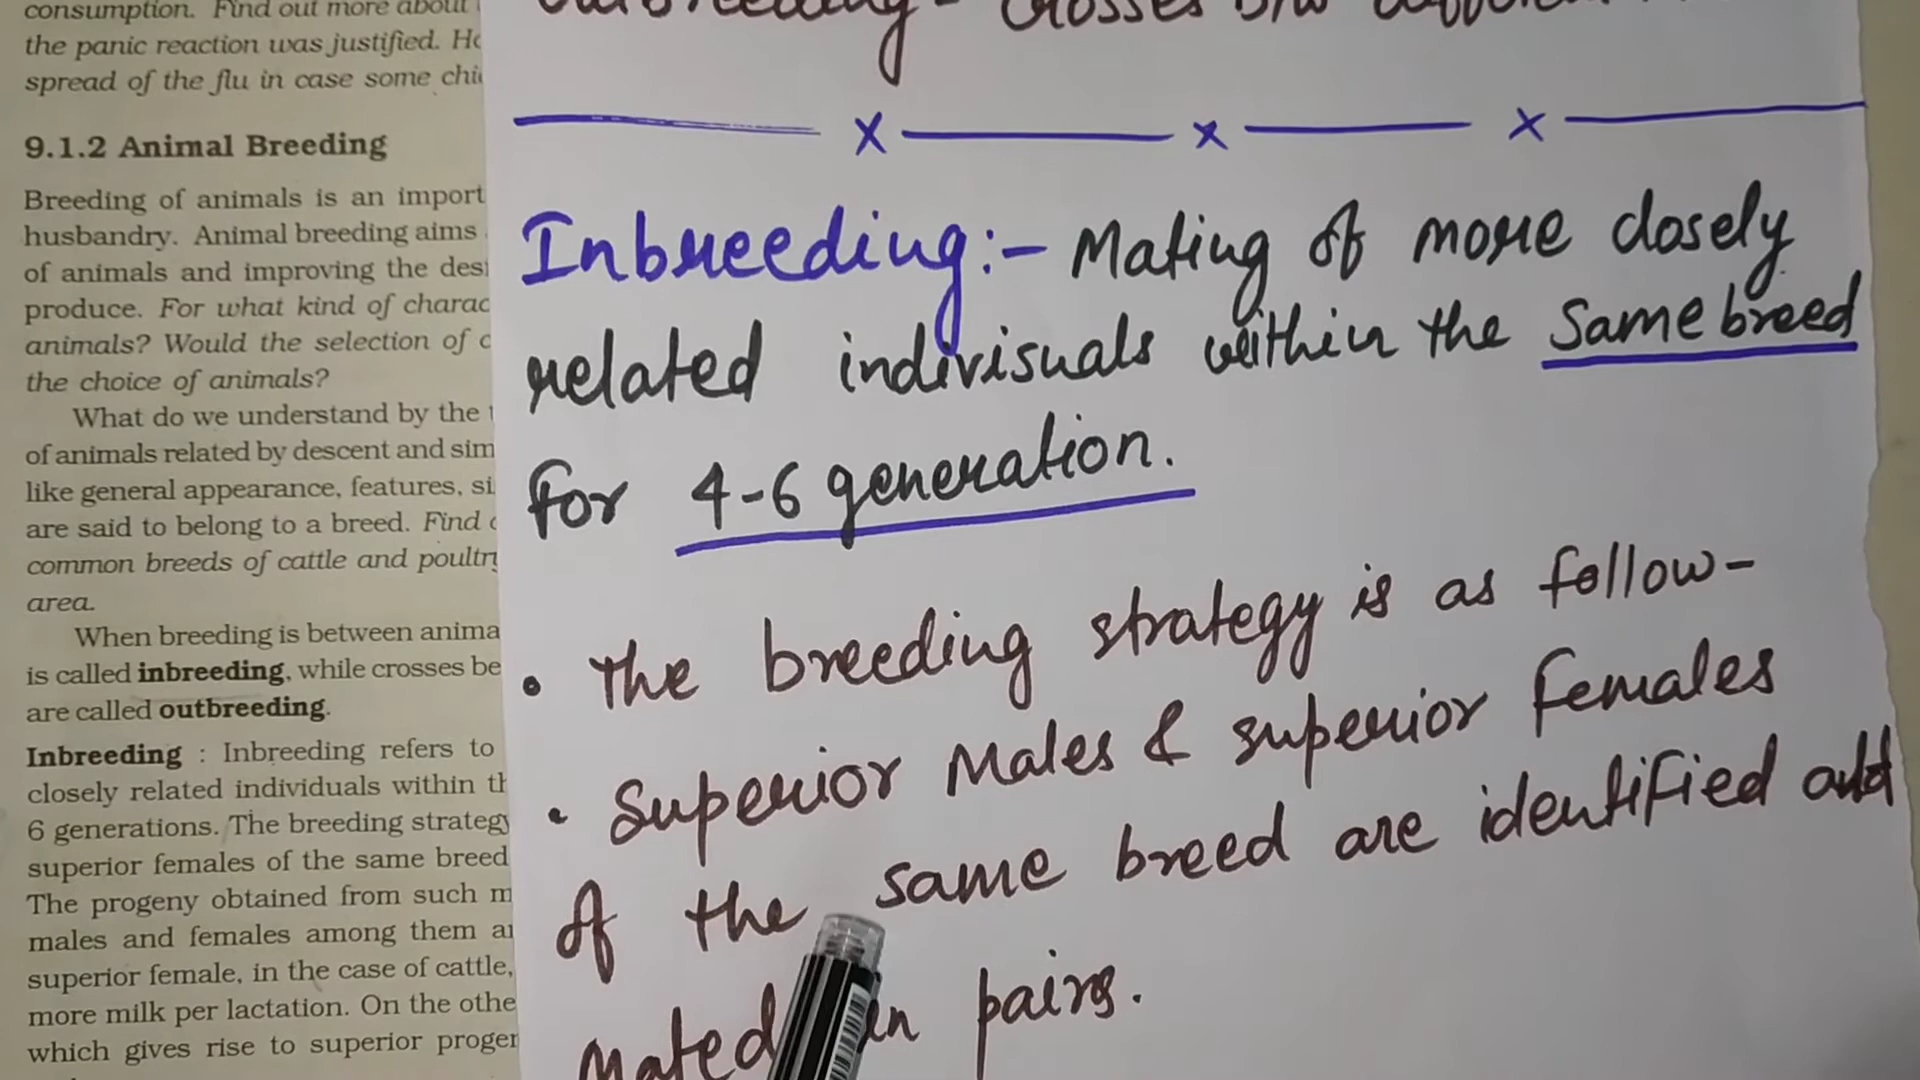 consumption. Find out more about
the panic reaction was justified.
spread of the flu in case some
9.1.2 Animal Breeding
Breeding of animals is an import
husbandry. Animal breeding aims
of animals and improving the desi
produce. For what kind of charac
animals? Would the selection of c
the choice of animals?
What do we understand by the
of animals related by descent and sim
like general appearance, features, si
are said to belong to a breed. Find
common breeds of cattle and poultry
area.
When breeding is between anima
is called inbreeding, while crosses be
are called outbreeding.
Inbreeding : Inbreeding refers to
closely related individuals within th
6 generations. The breeding strategy
superior females of the same breed
The progeny obtained from such m
males and females among them
superior female, in the case of cattle,
more milk per lactation. On the othe
which gives rise to superior proger
Outbreeding - Crosses b/w
x x x
Inbreeding:- Mating of more closely
related indivisuals within the Same breed
for 4-6 generation.
• The breeding strategy is as follow-
• Superior Males & superior females
of the same breed are identified and
Mated in pairs.